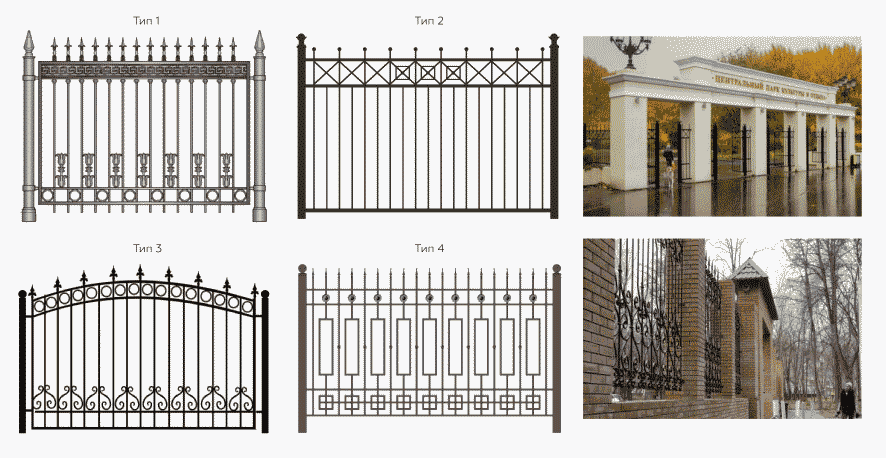 Тип 1
Тип 2
ЦЕНТРАЛЬНЫЙ ПАРК КУЛЬТУРЫ И ОТДЫХА
Тип 3
Тип 4